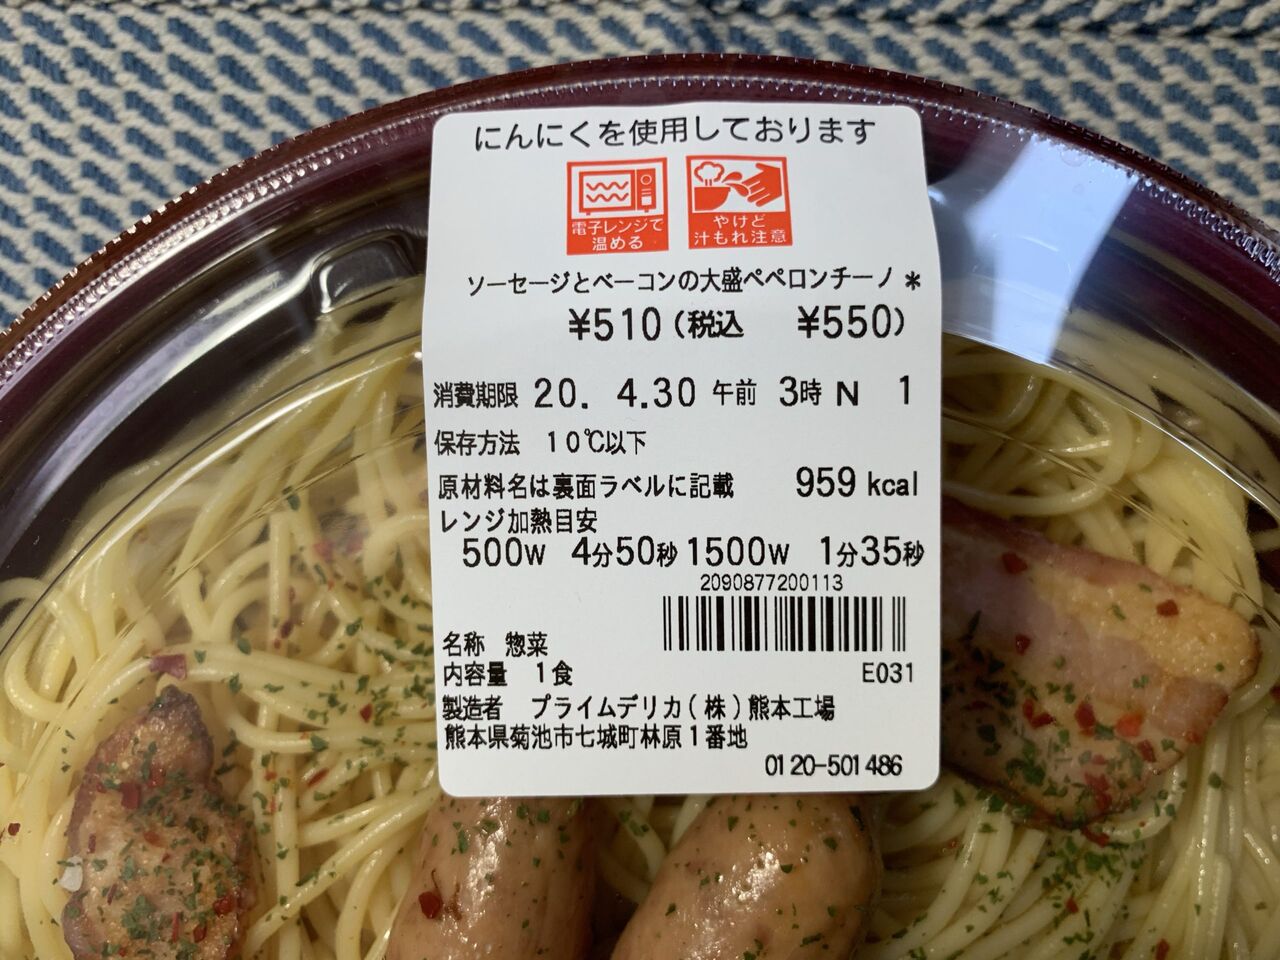 にんにくを使用しております
電子レンジで
温める
やけど
汁もれ注意
ソーセージとベーコンの大盛ペペロンチーノ *
¥510 (税込 ¥550)
消費期限 20. 4.30 午前 3時 N 1
保存方法 10℃以下
原材料名は裏面ラベルに記載 959 kcal
レンジ加熱目安
500W 4分50秒 1500W 1分35秒
2090877200113
名称 惣菜
内容量 1食 E031
製造者 プライムデリカ(株)熊本工場
熊本県菊池市七城町林原1番地
0120-501486